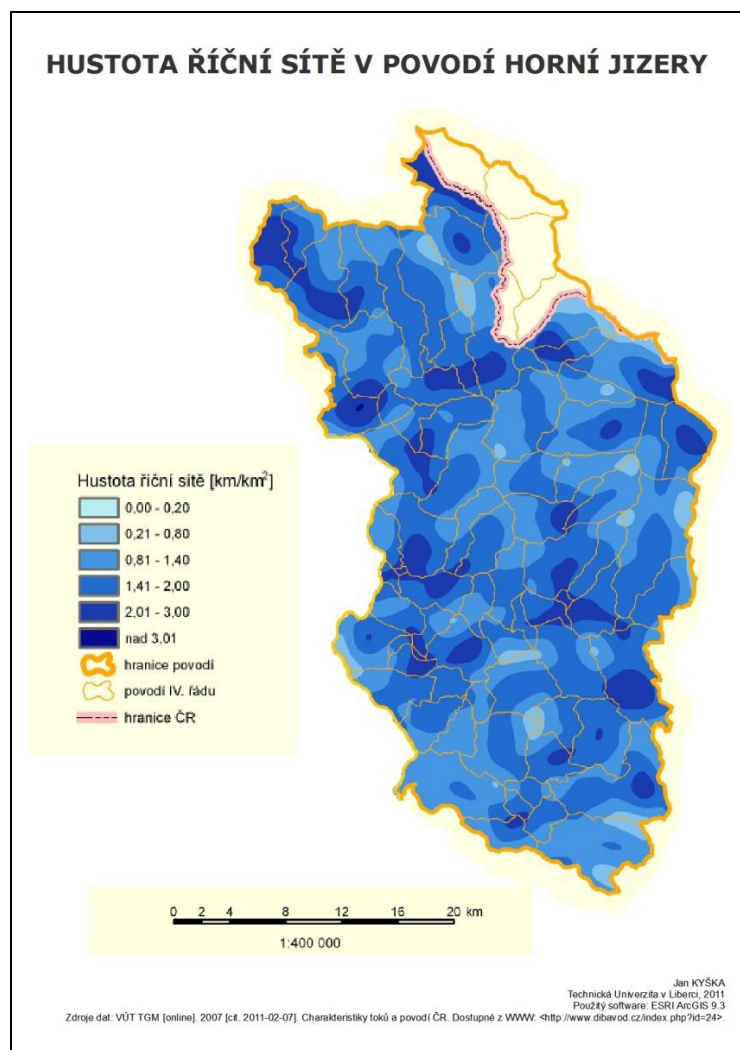 HUSTOTA ŘÍČNÍ SÍTĚ V POVODÍ HORNÍ JIZERY
Hustota říční sítě [km/km²]
0,00 - 0,20
0,21 - 0,80
0,81 - 1,40
1,41 - 2,00
2,01 - 3,00
nad 3,01
hranice povodí
povodí IV. řádu
hranice ČR
0 2 4 8 12 16 20 km
1:400 000
Jan KYŠKA
Technická Univerzita v Liberci, 2011
Použitý software: ESRI ArcGIS 9.3
Zdroje dat: VÚT TGM [online]. 2007 [cit. 2011-02-07]. Charakteristiky toků a povodí ČR. Dostupné z WWW: <http://www.dibavod.cz/index.php?id=24>.